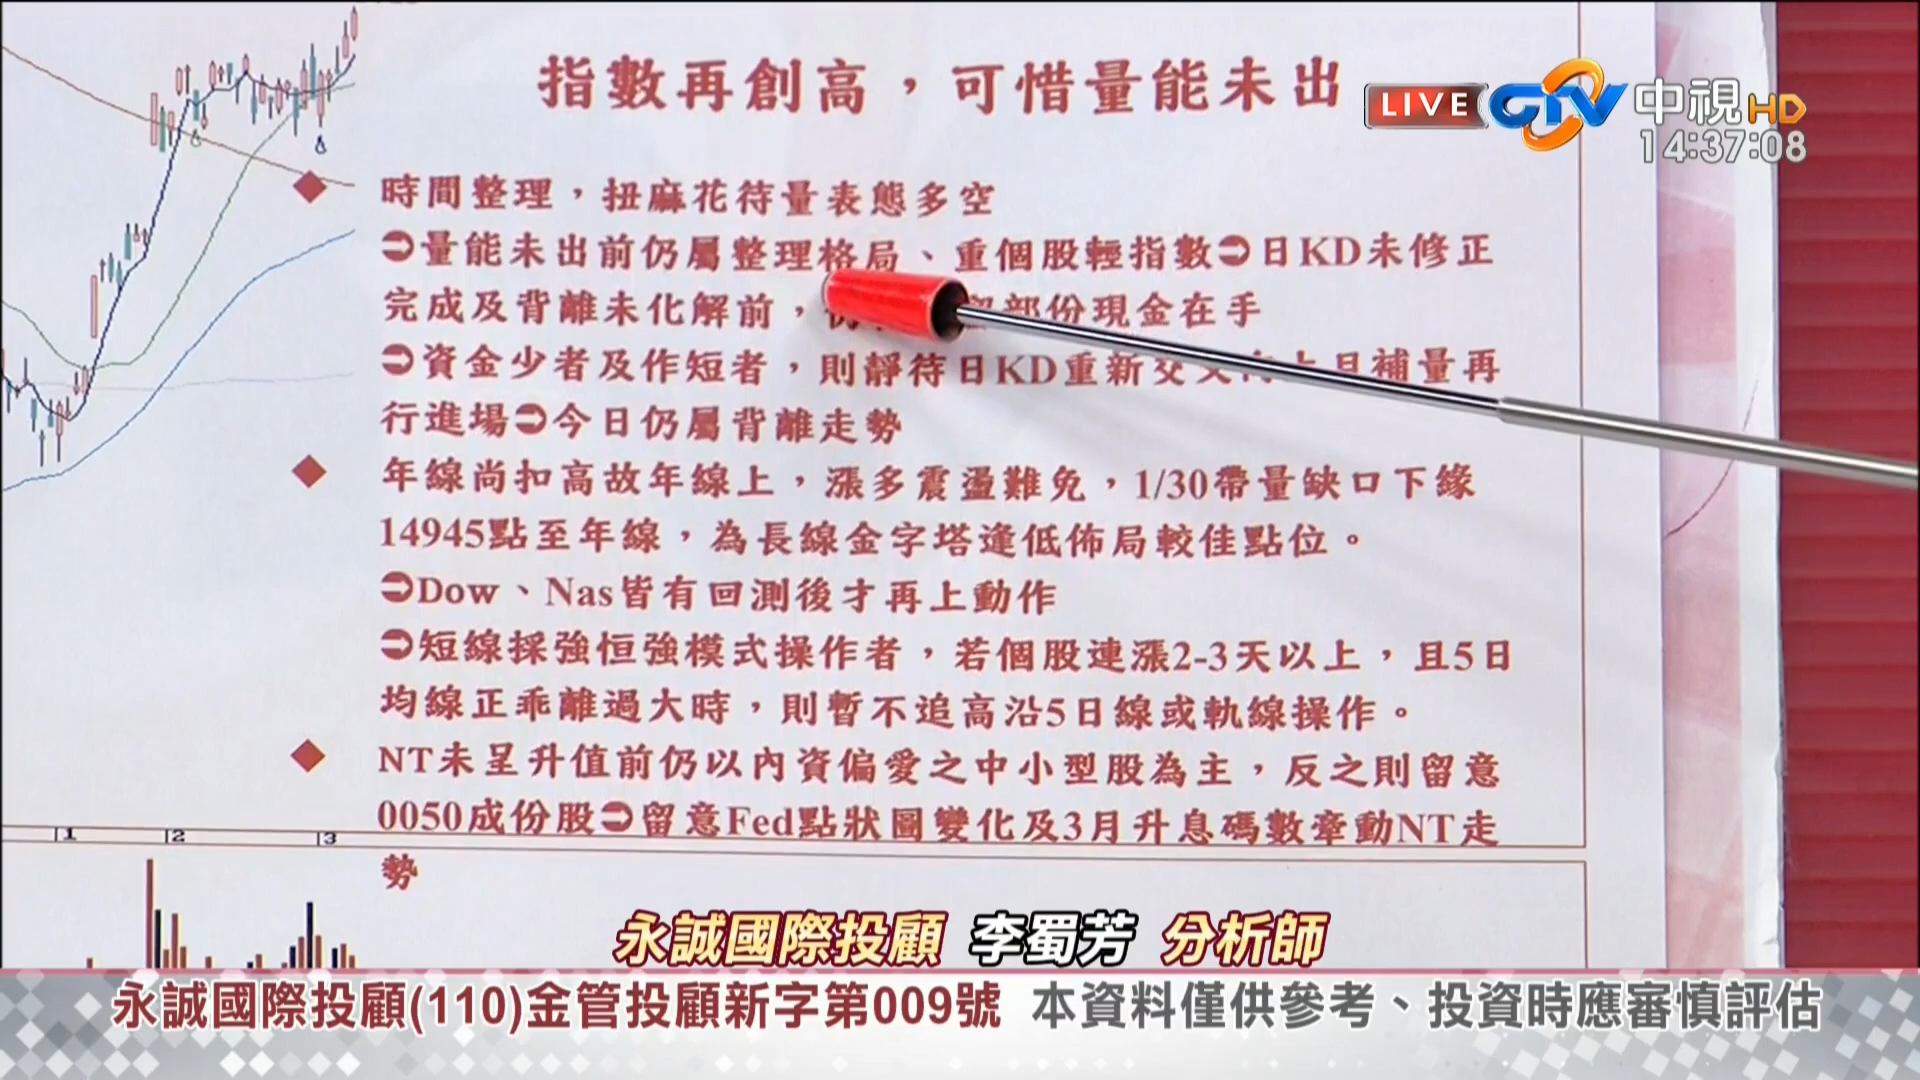 指數再創高，可惜量能未出
LIVE CTV 中視HD
14:37:08
時間整理，扭麻花待量表態多空
➲量能未出前仍屬整理格局、重個股輕指數➲日KD未修正
完成及背離未化解前，部份現金在手
➲資金少者及作短者，則靜待日KD重新交叉向上且補量再
行進場➲今日仍屬背離走勢
年線尚扣高故年線上，漲多震盪難免，1/30帶量缺口下緣
14945點至年線，為長線金字塔逢低佈局較佳點位。
➲Dow、Nas皆有回測後才再上動作
➲短線採強恒強模式操作者，若個股連漲2-3天以上，且5日
均線正乖離過大時，則暫不追高沿5日線或軌線操作。
NT未呈升值前仍以內資偏愛之中小型股為主，反之則留意
0050成份股➲留意Fed點狀圖變化及3月升息碼數牽動NT走
勢
1 2 3
永誠國際投顧 李蜀芳 分析師
永誠國際投顧(110)金管投顧新字第009號 本資料僅供參考、投資時應審慎評估